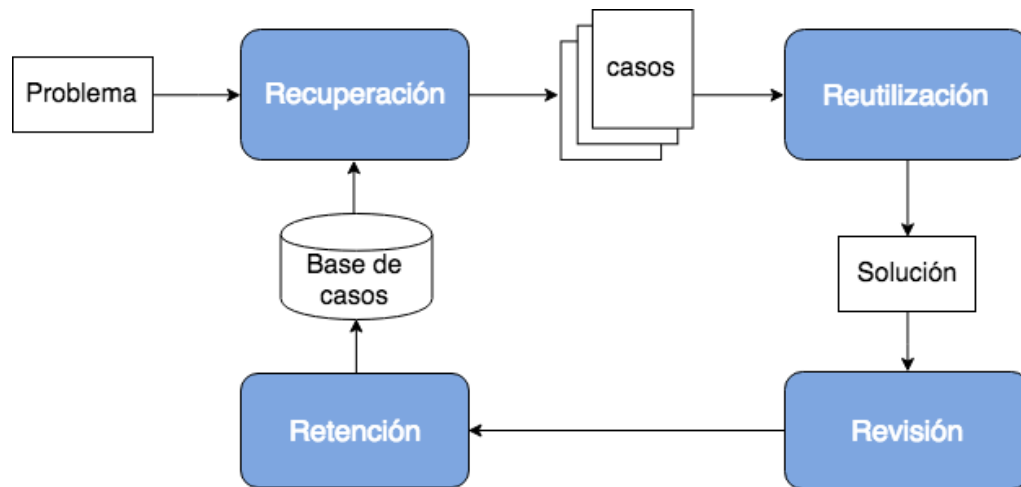 Problema
Recuperación
casos
Reutilización
Base de
casos
Solución
Retención
Revisión